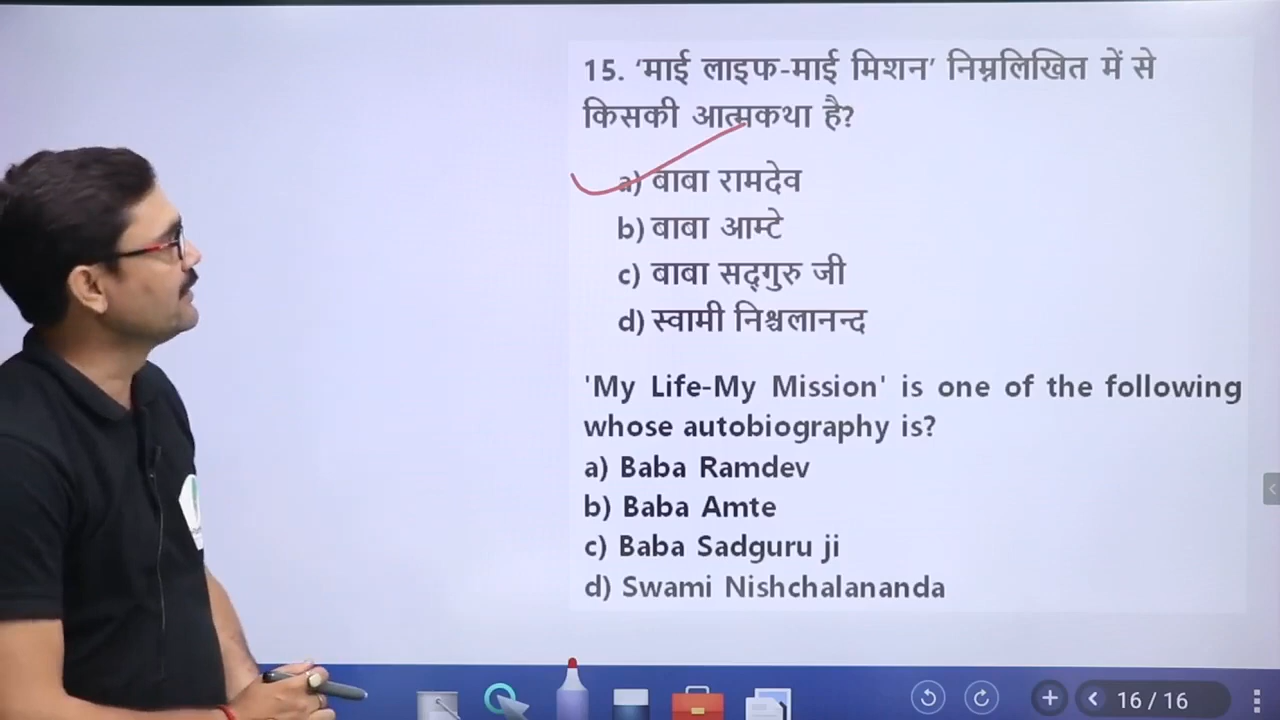 15. ‘माई लाइफ-माई मिशन’ निम्नलिखित में से
किसकी आत्मकथा है?
a) बाबा रामदेव
b) बाबा आम्टे
c) बाबा सद्गुरु जी
d) स्वामी निश्चलानन्द
'My Life-My Mission' is one of the following
whose autobiography is?
a) Baba Ramdev
b) Baba Amte
c) Baba Sadguru ji
d) Swami Nishchalananda
16 / 16